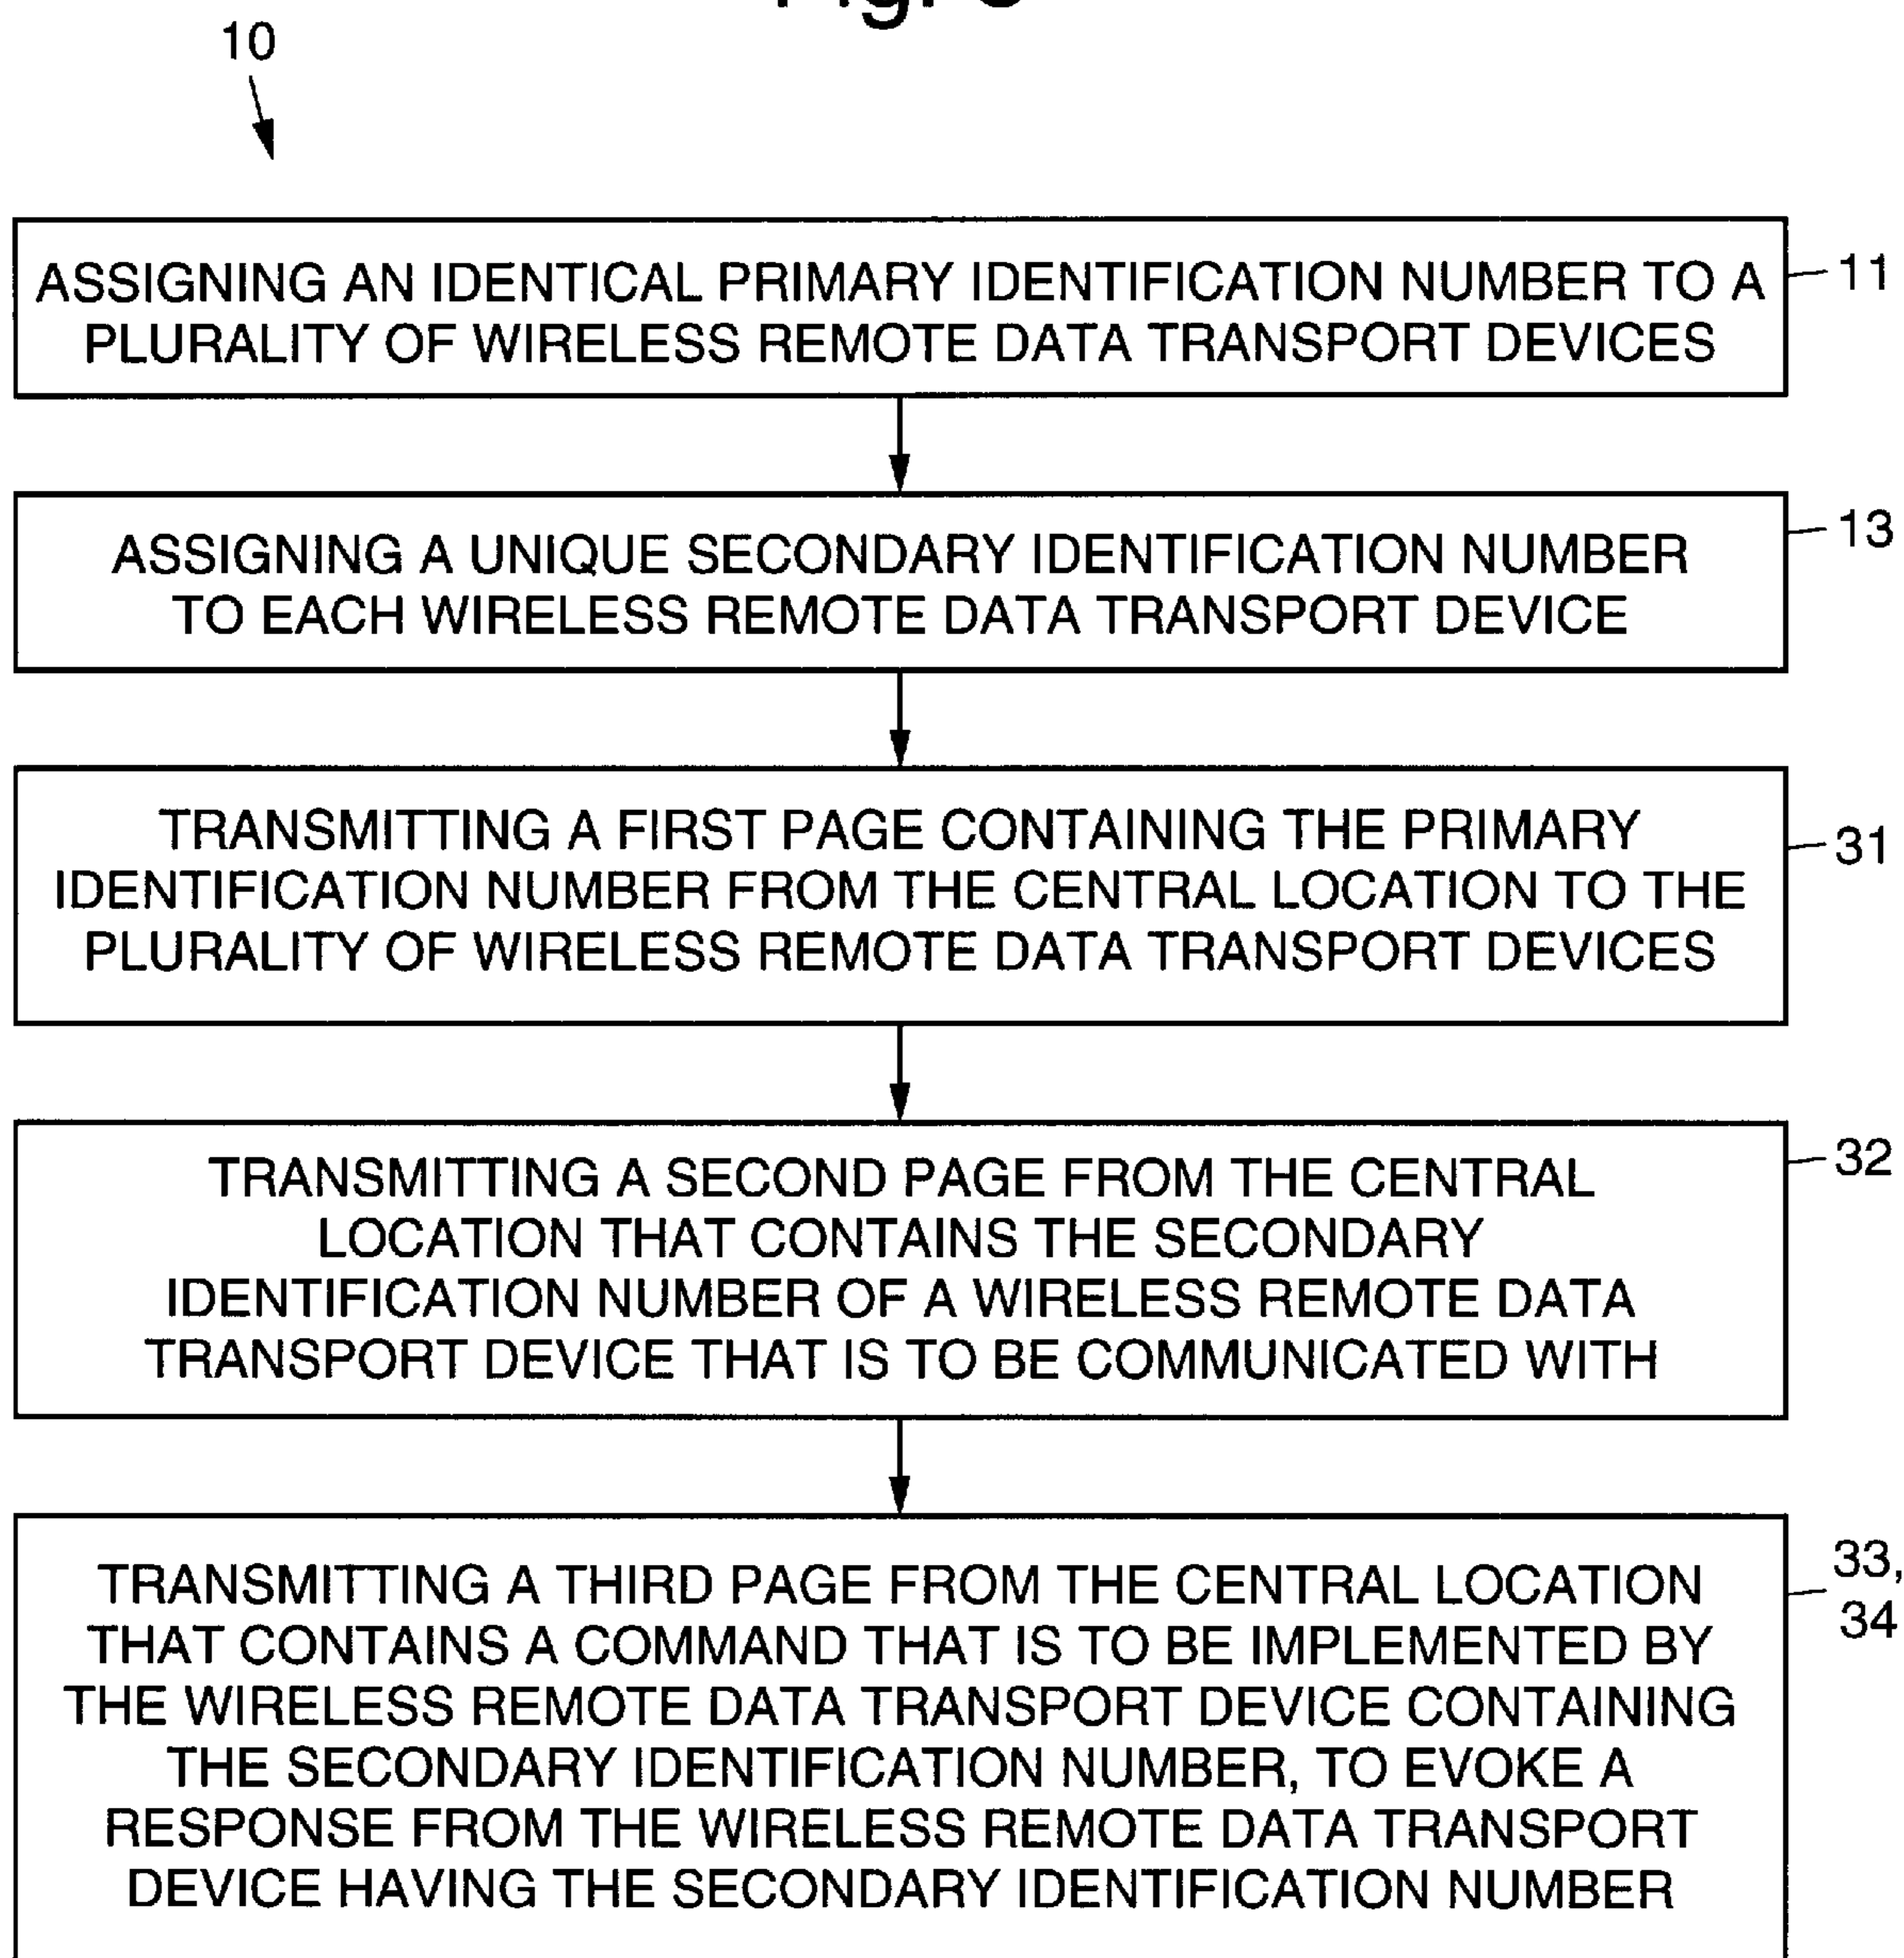 10
ASSIGNING AN IDENTICAL PRIMARY IDENTIFICATION NUMBER TO A
PLURALITY OF WIRELESS REMOTE DATA TRANSPORT DEVICES
11
ASSIGNING A UNIQUE SECONDARY IDENTIFICATION NUMBER
TO EACH WIRELESS REMOTE DATA TRANSPORT DEVICE
13
TRANSMITTING A FIRST PAGE CONTAINING THE PRIMARY
IDENTIFICATION NUMBER FROM THE CENTRAL LOCATION TO THE
PLURALITY OF WIRELESS REMOTE DATA TRANSPORT DEVICES
31
TRANSMITTING A SECOND PAGE FROM THE CENTRAL
LOCATION THAT CONTAINS THE SECONDARY
IDENTIFICATION NUMBER OF A WIRELESS REMOTE DATA
TRANSPORT DEVICE THAT IS TO BE COMMUNICATED WITH
32
TRANSMITTING A THIRD PAGE FROM THE CENTRAL LOCATION
THAT CONTAINS A COMMAND THAT IS TO BE IMPLEMENTED BY
THE WIRELESS REMOTE DATA TRANSPORT DEVICE CONTAINING
THE SECONDARY IDENTIFICATION NUMBER, TO EVOKE A
RESPONSE FROM THE WIRELESS REMOTE DATA TRANSPORT
DEVICE HAVING THE SECONDARY IDENTIFICATION NUMBER
33,
34